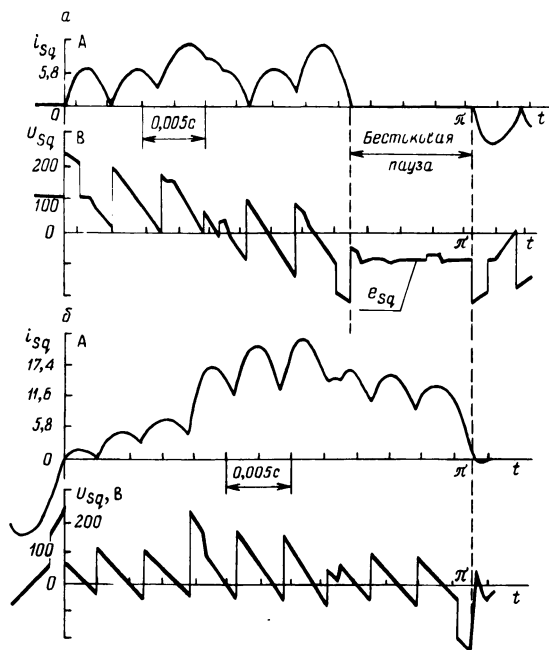 а
i_sq А
5,8
0
0,005с
π t
U_sq В
200
100
0
Бестоковая
пауза
π t
e_sq
б
i_sq А
17,4
11,6
5,8
0
0,005с
π t
U_sq, В
200
100
0
π t